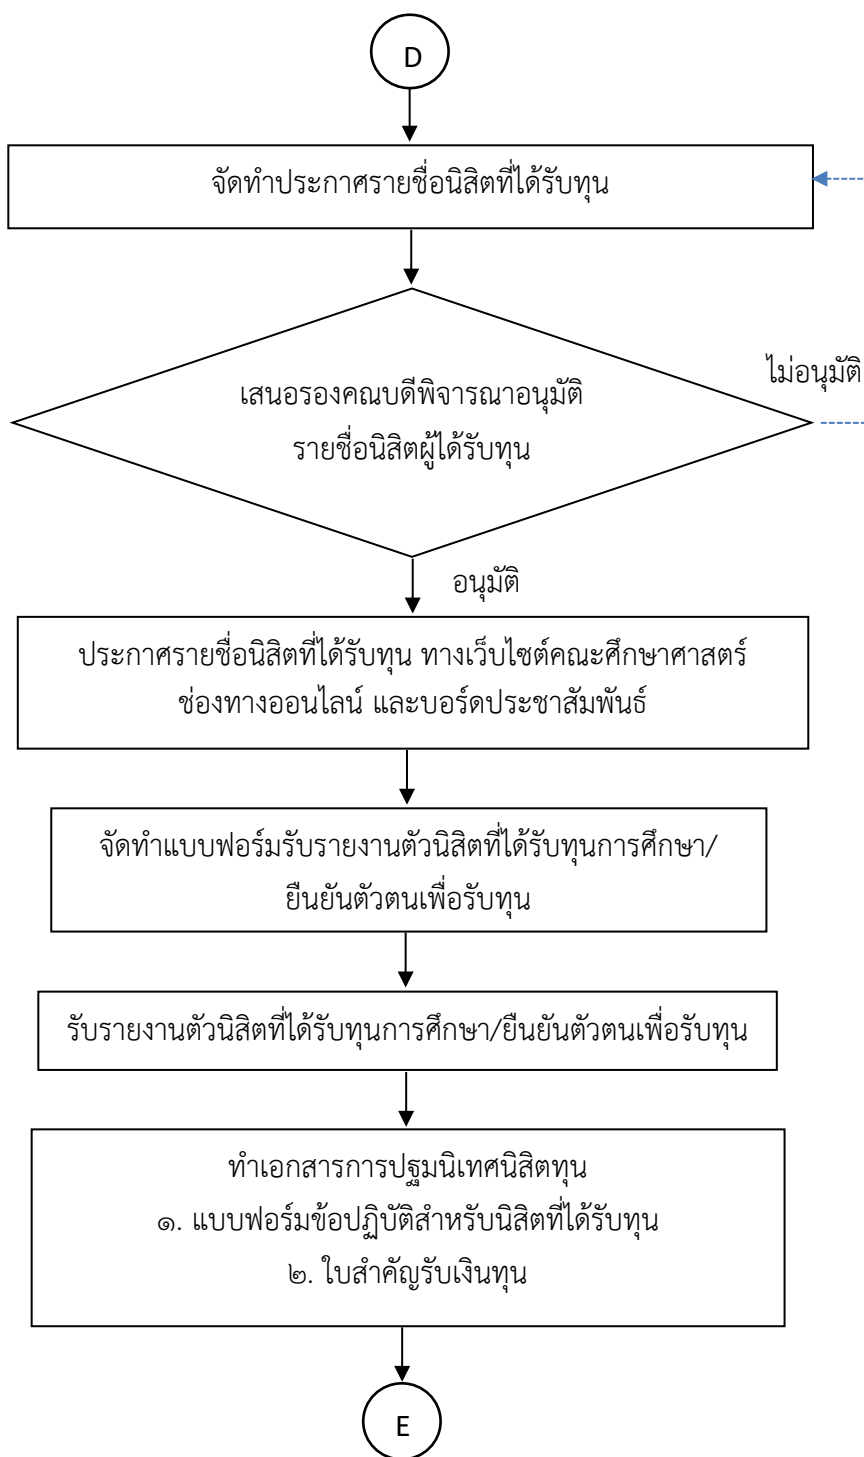 D
จัดทำประกาศรายชื่อนิสิตที่ได้รับทุน
ไม่อนุมัติ
เสนอรองคณบดีพิจารณาอนุมัติ
รายชื่อนิสิตผู้ได้รับทุน
อนุมัติ
ประกาศรายชื่อนิสิตที่ได้รับทุน ทางเว็บไซต์คณะศึกษาศาสตร์
ช่องทางออนไลน์ และบอร์ดประชาสัมพันธ์
จัดทำแบบฟอร์มรับรายงานตัวนิสิตที่ได้รับทุนการศึกษา/
ยืนยันตัวตนเพื่อรับทุน
รับรายงานตัวนิสิตที่ได้รับทุนการศึกษา/ยืนยันตัวตนเพื่อรับทุน
ทำเอกสารการปฐมนิเทศนิสิตทุน
๑. แบบฟอร์มข้อปฏิบัติสำหรับนิสิตที่ได้รับทุน
๒. ใบสำคัญรับเงินทุน
E